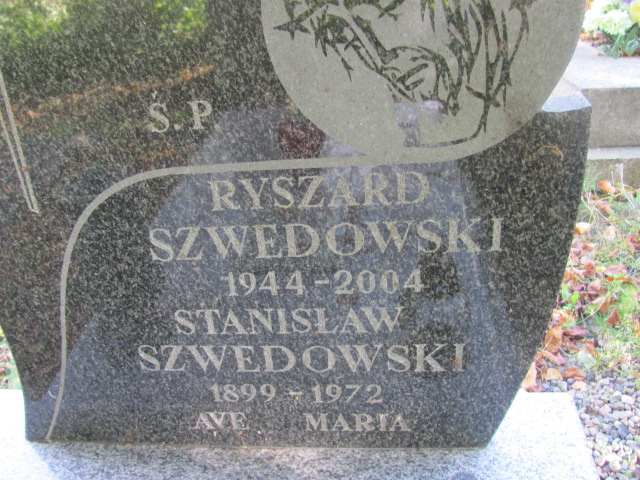 Ś.P.
RYSZARD
SZWEDOWSKI
1944-2004
STANISŁAW
SZWEDOWSKI
1899-1972
AVE MARIA